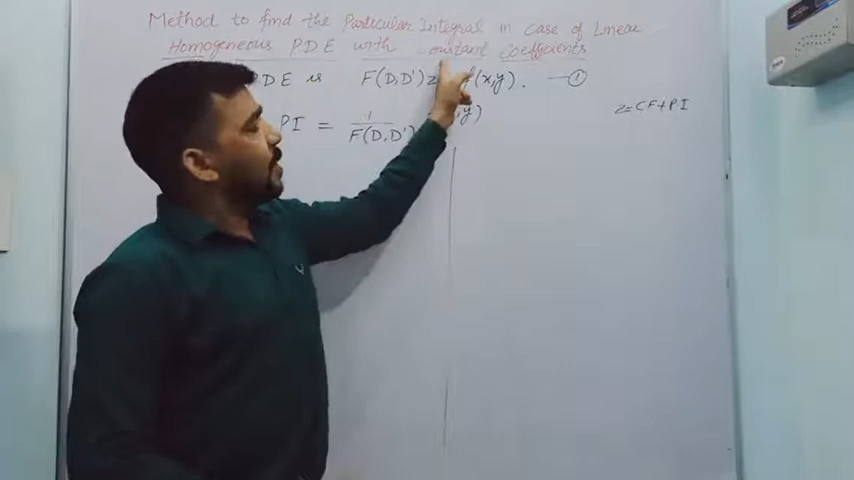 Method to find the Particular Integral in case of Linear
Homogeneous PDE with constant Coefficients
PDE is F(D,D')z f(x,y). — ①
PI = 1/F(D,D') ,y)
z=CF+PI